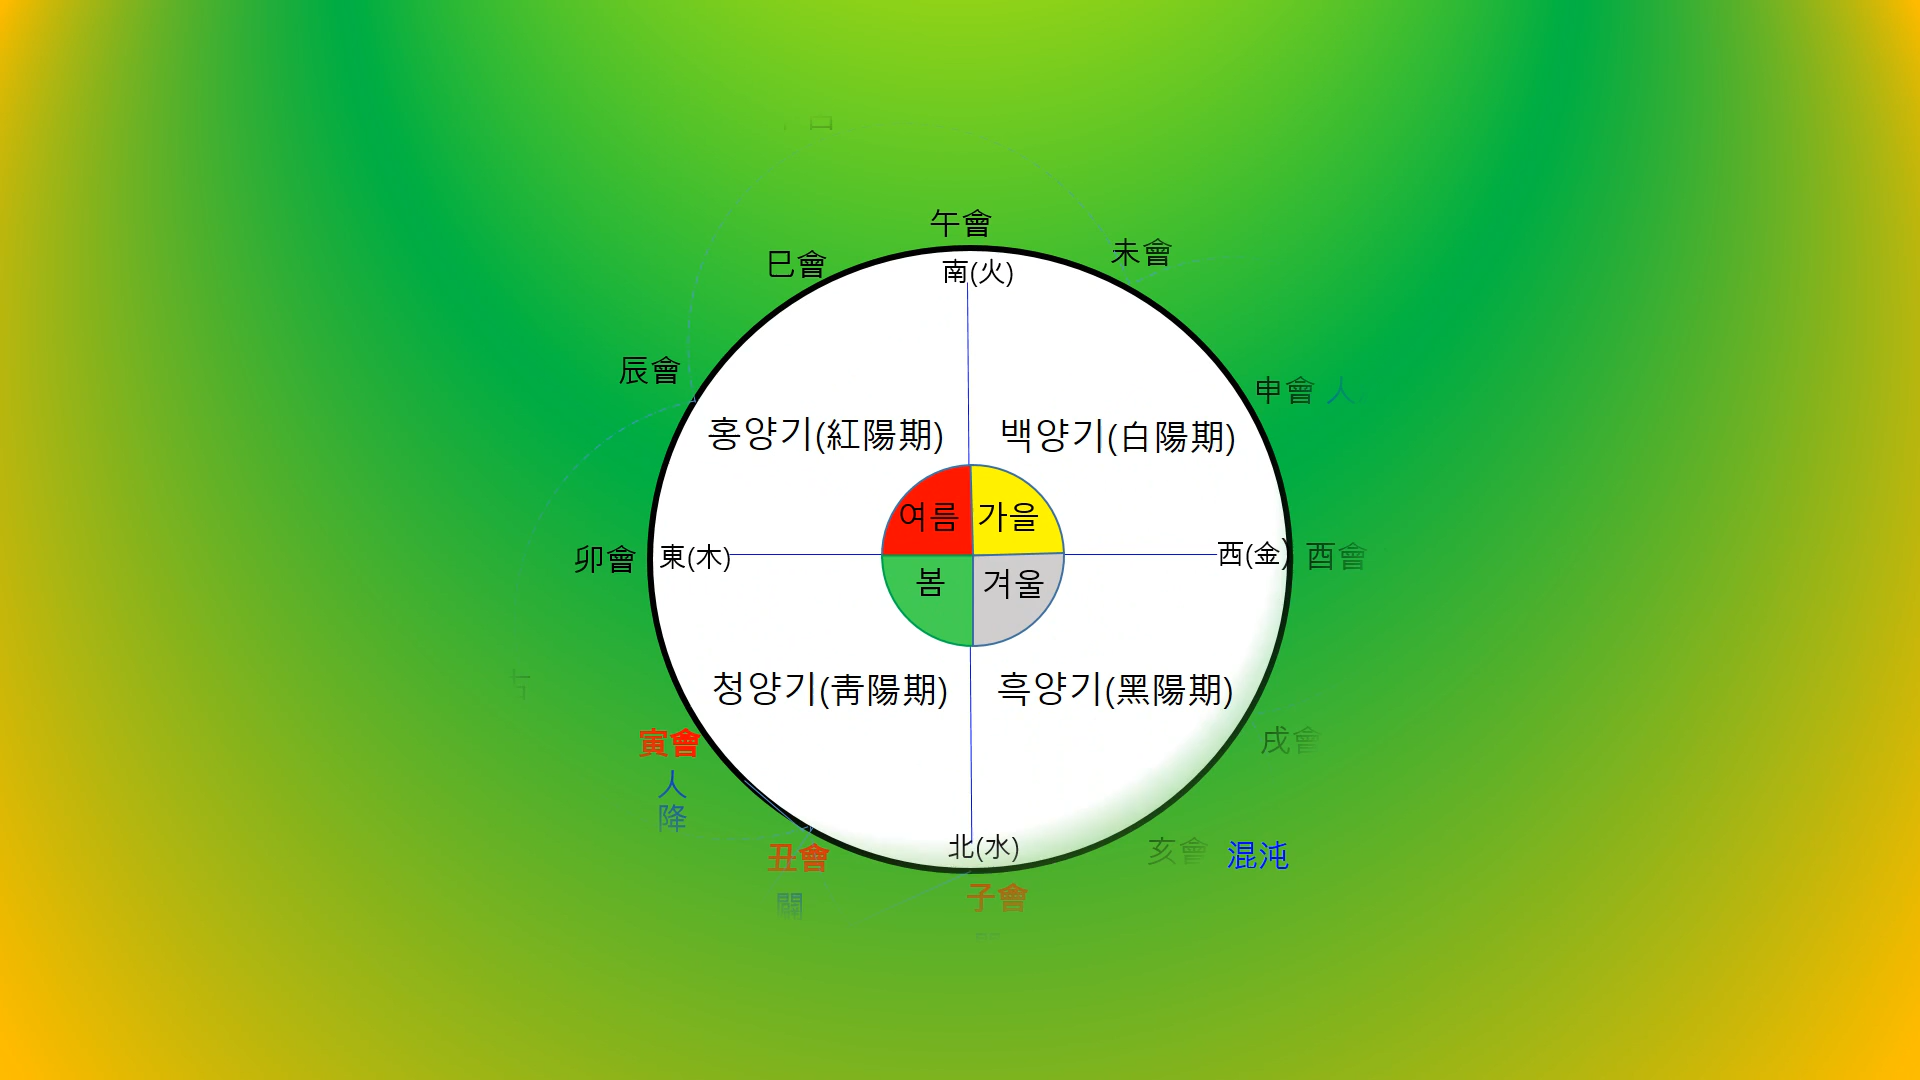 午會
巳會
未會
南(火)
辰會
申會 人
홍양기(紅陽期)
백양기(白陽期)
여름
가을
卯會
東(木)
西(金)
酉會
봄
겨울
청양기(靑陽期)
흑양기(黑陽期)
寅會
人
降
戌會
北(水)
丑會
亥會
混沌
子會
闢